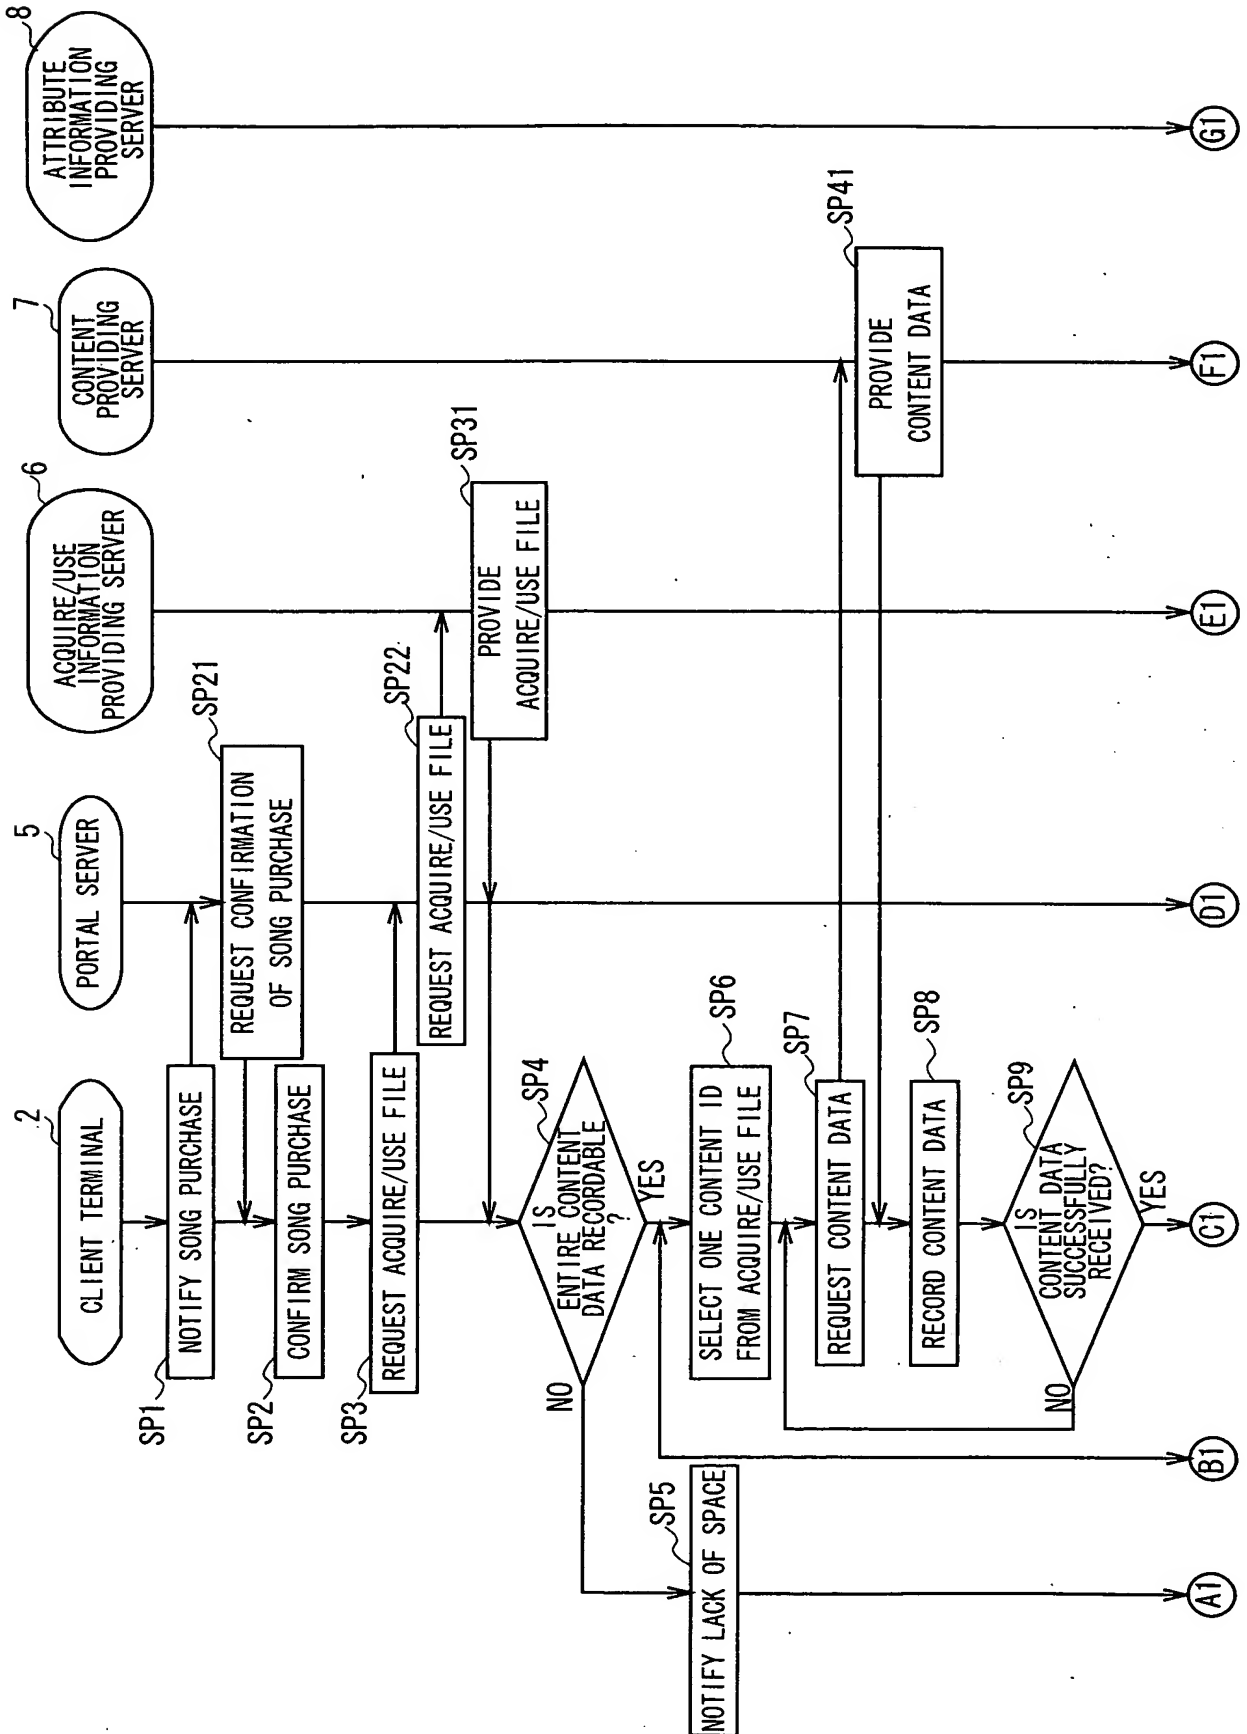 2
CLIENT TERMINAL
5
PORTAL SERVER
6
ACQUIRE/USE
INFORMATION
PROVIDING SERVER
7
CONTENT
PROVIDING
SERVER
8
ATTRIBUTE
INFORMATION
PROVIDING
SERVER
SP1
NOTIFY SONG PURCHASE
SP21
REQUEST CONFIRMATION
OF SONG PURCHASE
SP2
CONFIRM SONG PURCHASE
SP3
REQUEST ACQUIRE/USE FILE
SP22
REQUEST ACQUIRE/USE FILE
SP31
PROVIDE
ACQUIRE/USE FILE
SP4
IS
ENTIRE CONTENT
DATA RECORDABLE
?
NO
YES
SP5
NOTIFY LACK OF SPACE
SP6
SELECT ONE CONTENT ID
FROM ACQUIRE/USE FILE
SP7
REQUEST CONTENT DATA
SP41
PROVIDE
CONTENT DATA
SP8
RECORD CONTENT DATA
SP9
IS
CONTENT DATA
SUCCESSFULLY
RECEIVED?
NO
YES
A1
B1
C1
D1
E1
F1
G1